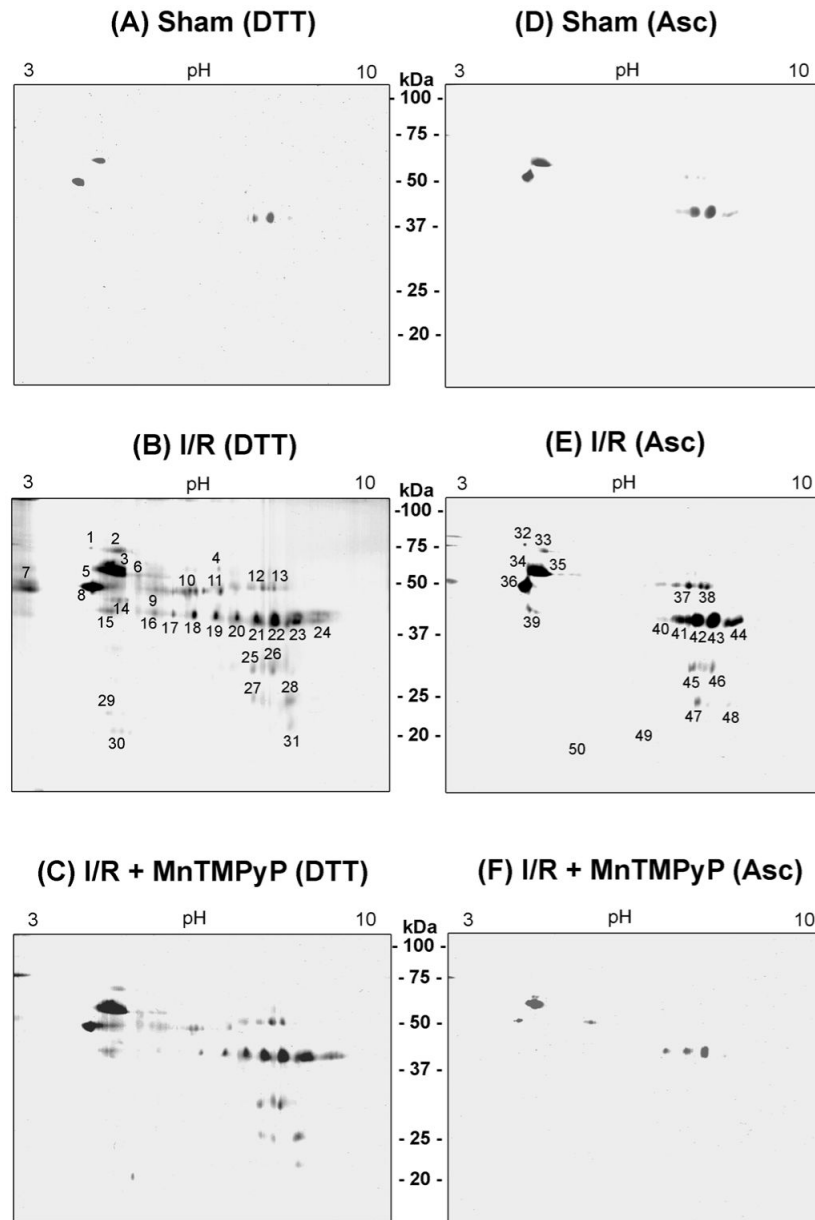 (A) Sham (DTT)
(D) Sham (Asc)
3 pH 10
kDa
3 pH 10
- 100 -
- 75 -
- 50 -
- 37 -
- 25 -
- 20 -
(B) I/R (DTT)
(E) I/R (Asc)
3 pH 10
kDa
3 pH 10
-100-
- 75 -
- 50 -
- 37 -
- 25 -
- 20 -
1 2
3 4
5 6
7
8
9
10 11 12 13
14
15 16 17 18 19 20 21 22 23 24
25 26
27 28
29
30 31
32 33
34 35
36
37 38
39
40 41 42 43 44
45 46
47 48
49
50
(C) I/R + MnTMPyP (DTT)
(F) I/R + MnTMPyP (Asc)
3 pH 10
kDa
3 pH 10
- 100 -
- 75 -
- 50 -
- 37 -
- 25 -
- 20 -